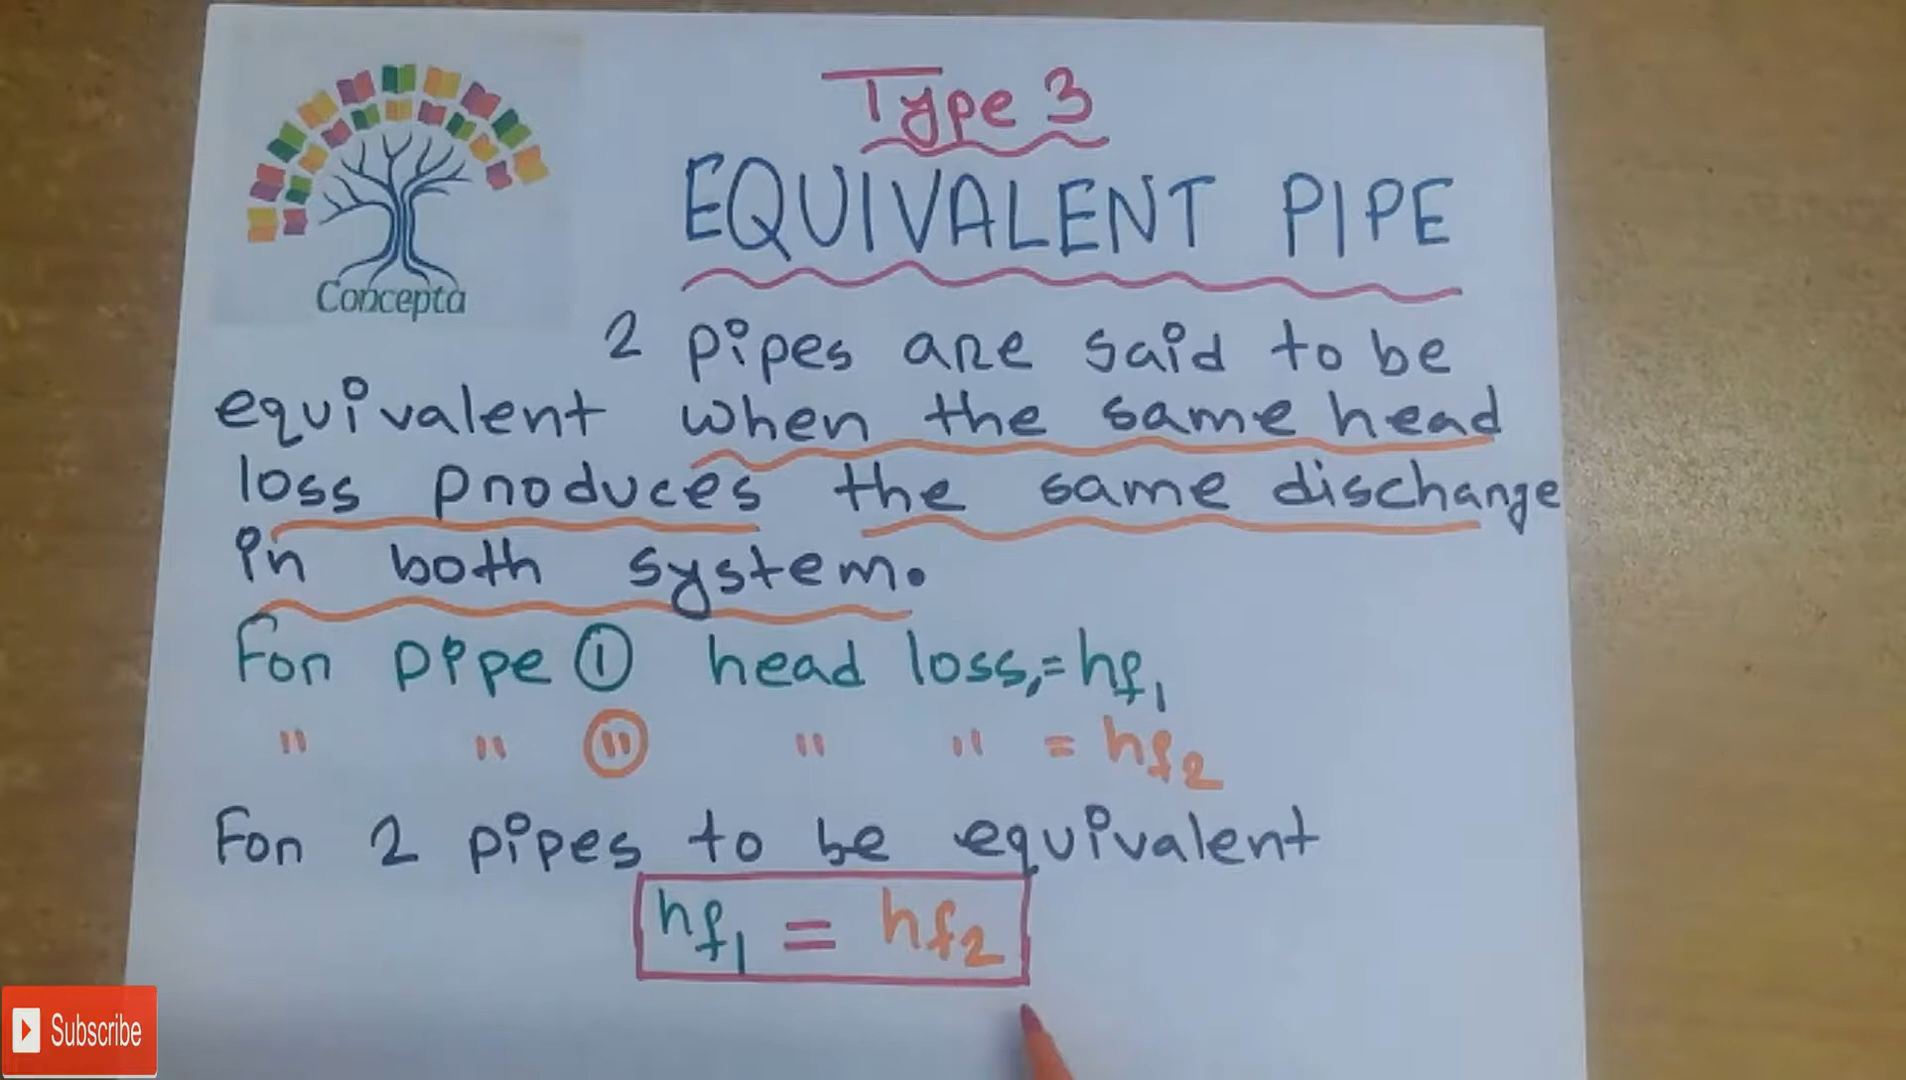 Type 3
EQUIVALENT PIPE
Concepta
2 pipes are said to be
equivalent when the same head
loss produces the same discharge
in both system.
For pipe ① head loss, = hf₁
" " ⑪ " " = hf₂
For 2 pipes to be equivalent
hf₁ = hf₂
Subscribe